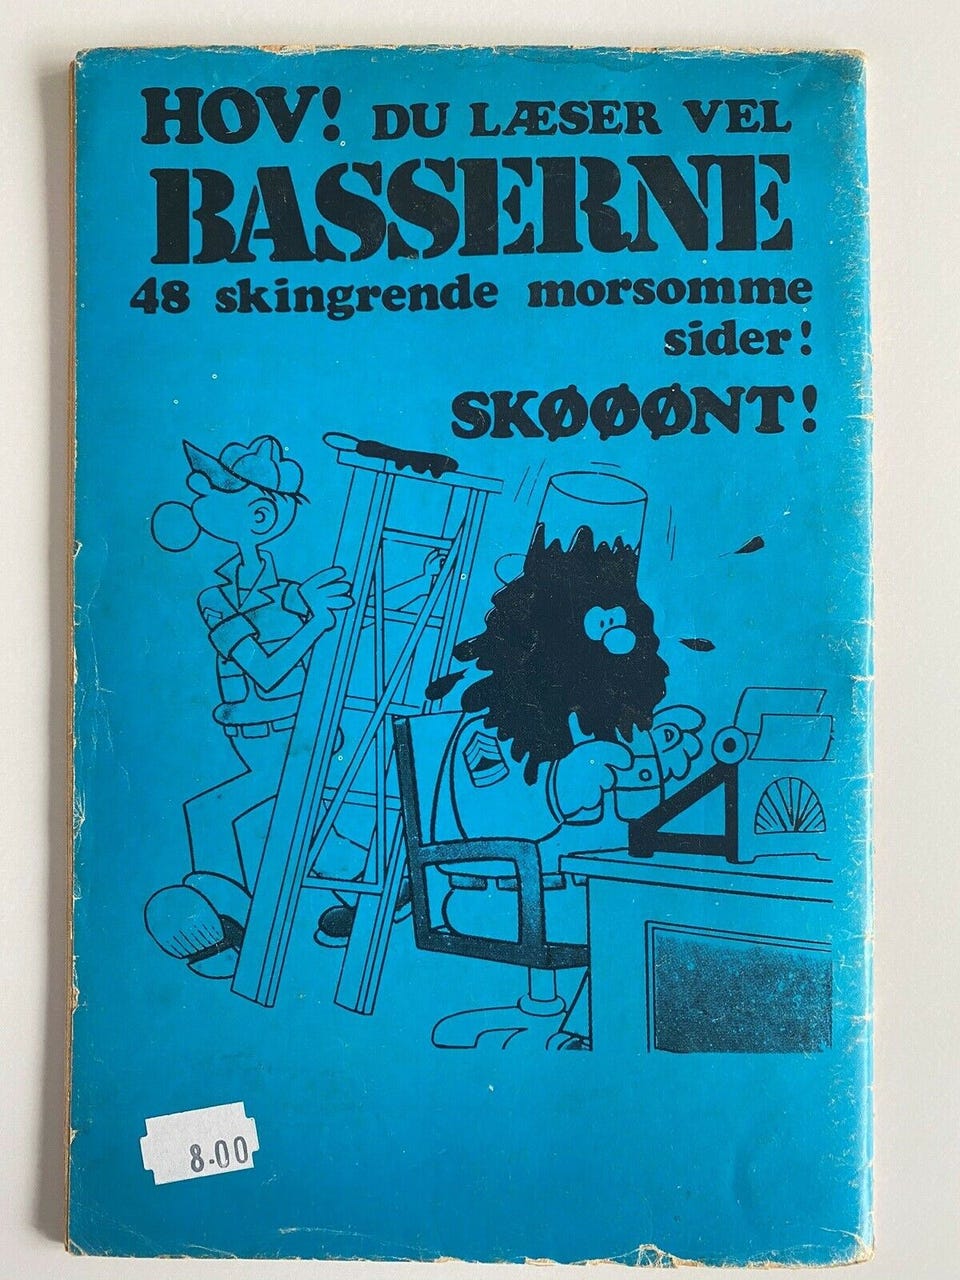 HOV! DU LÆSER VEL
BASSERNE
48 skingrende morsomme
sider!
SKØØØNT!
8.00